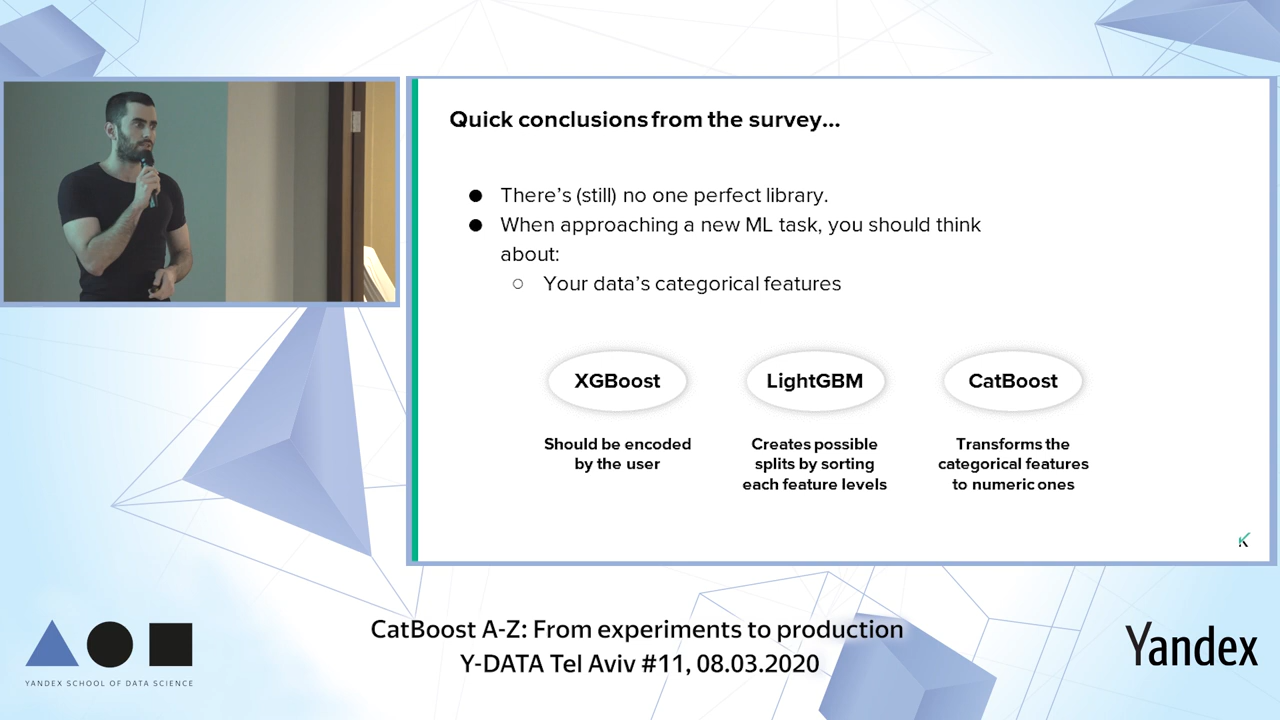 Quick conclusions from the survey...
● There's (still) no one perfect library.
● When approaching a new ML task, you should think
about:
○ Your data's categorical features
XGBoost
LightGBM
CatBoost
Should be encoded
by the user
Creates possible
splits by sorting
each feature levels
Transforms the
categorical features
to numeric ones
K
CatBoost A-Z: From experiments to production
Y-DATA Tel Aviv #11, 08.03.2020
YANDEX SCHOOL OF DATA SCIENCE
Yandex